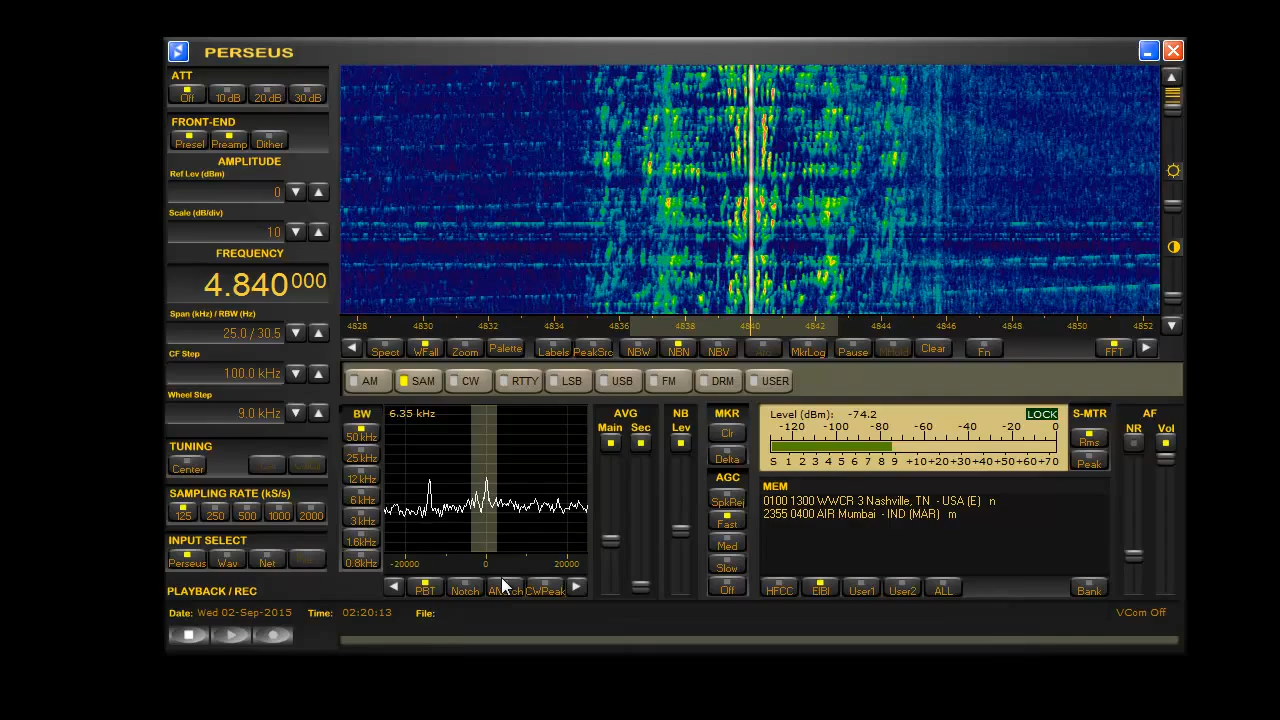 PERSEUS
ATT
Off 10 dB 20 dB 30 dB
FRONT-END
Presel Preamp Dither
AMPLITUDE
Ref Lev (dBm)
0
Scale (dB/div)
10
FREQUENCY
4.840000
Span (kHz) / RBW (Hz)
25.0 / 30.5
CF Step
100.0 kHz
Wheel Step
9.0 kHz
TUNING
Center
SAMPLING RATE (kS/s)
125 250 500 1000 2000
INPUT SELECT
Perseus Wav Net
PLAYBACK / REC
Date: Wed 02-Sep-2015 Time: 02:20:13 File:
VCom Off
4828 4830 4832 4834 4836 4838 4840 4842 4844 4846 4848 4850 4852
Spect WFall Zoom Palette Labels PeakSrc NBW NBN NBV MkrLog Pause Clear Fn FFT
AM SAM CW RTTY LSB USB FM DRM USER
BW
50 kHz
25 kHz
12 kHz
6 kHz
3 kHz
1.6kHz
0.8kHz
6.35 kHz
-20000 0 20000
PBT Notch CWPeak
AVG
Main Sec
NB
Lev
MKR
Clr
Delta
AGC
SpkRej
Fast
Med
Slow
Off
Level (dBm): -74.2 LOCK
-120 -100 -80 -60 -40 -20 0
S 1 2 3 4 5 6 7 8 9 +10+20+30+40+50+60+70
S-MTR
Rms
Peak
AF
NR Vol
MEM
0100 1300 WWCR 3 Nashville, TN - USA (E) n
2355 0400 AIR Mumbai - IND (MAR) m
HFCC EIBI User1 User2 ALL Bank